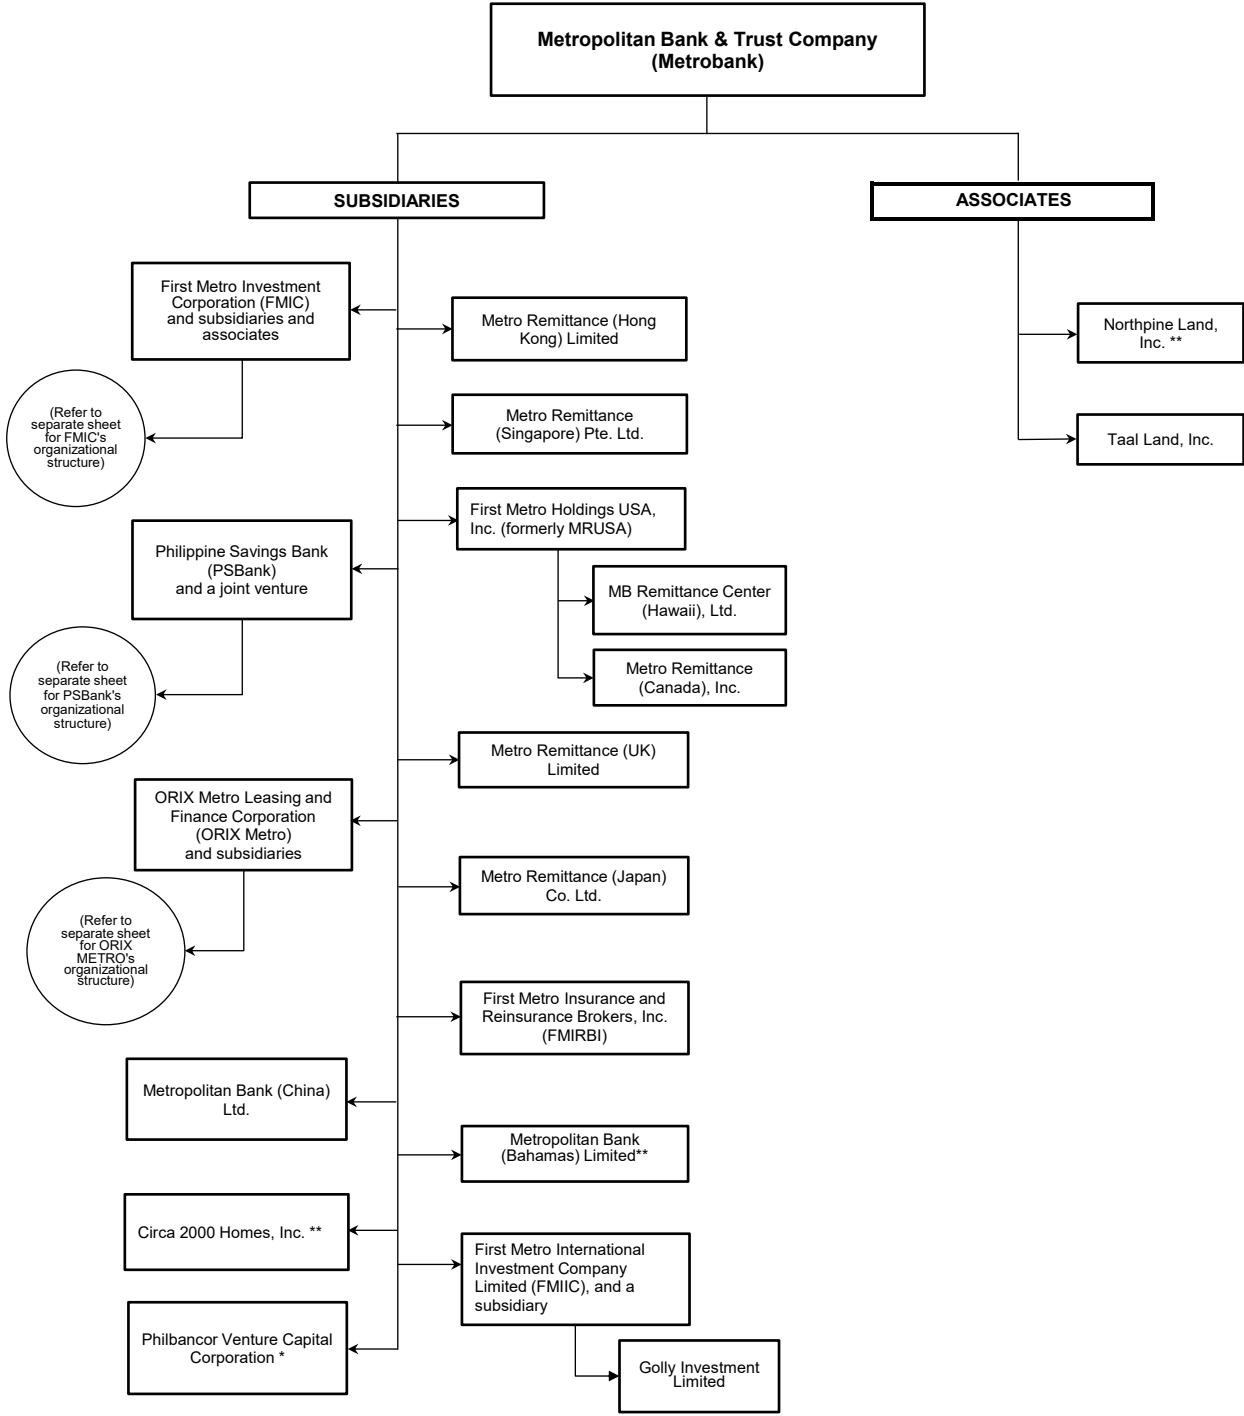 Metropolitan Bank & Trust Company
(Metrobank)
SUBSIDIARIES
ASSOCIATES
First Metro Investment
Corporation (FMIC)
and subsidiaries and
associates
Metro Remittance (Hong
Kong) Limited
Northpine Land,
Inc. **
(Refer to
separate sheet
for FMIC's
organizational
structure)
Metro Remittance
(Singapore) Pte. Ltd.
Taal Land, Inc.
First Metro Holdings USA,
Inc. (formerly MRUSA)
Philippine Savings Bank
(PSBank)
and a joint venture
MB Remittance Center
(Hawaii), Ltd.
(Refer to
separate sheet
for PSBank's
organizational
structure)
Metro Remittance
(Canada), Inc.
Metro Remittance (UK)
Limited
ORIX Metro Leasing and
Finance Corporation
(ORIX Metro)
and subsidiaries
Metro Remittance (Japan)
Co. Ltd.
(Refer to
separate sheet
for ORIX
METRO's
organizational
structure)
First Metro Insurance and
Reinsurance Brokers, Inc.
(FMIRBI)
Metropolitan Bank (China)
Ltd.
Metropolitan Bank
(Bahamas) Limited**
Circa 2000 Homes, Inc. **
First Metro International
Investment Company
Limited (FMIIC), and a
subsidiary
Philbancor Venture Capital
Corporation *
Golly Investment
Limited